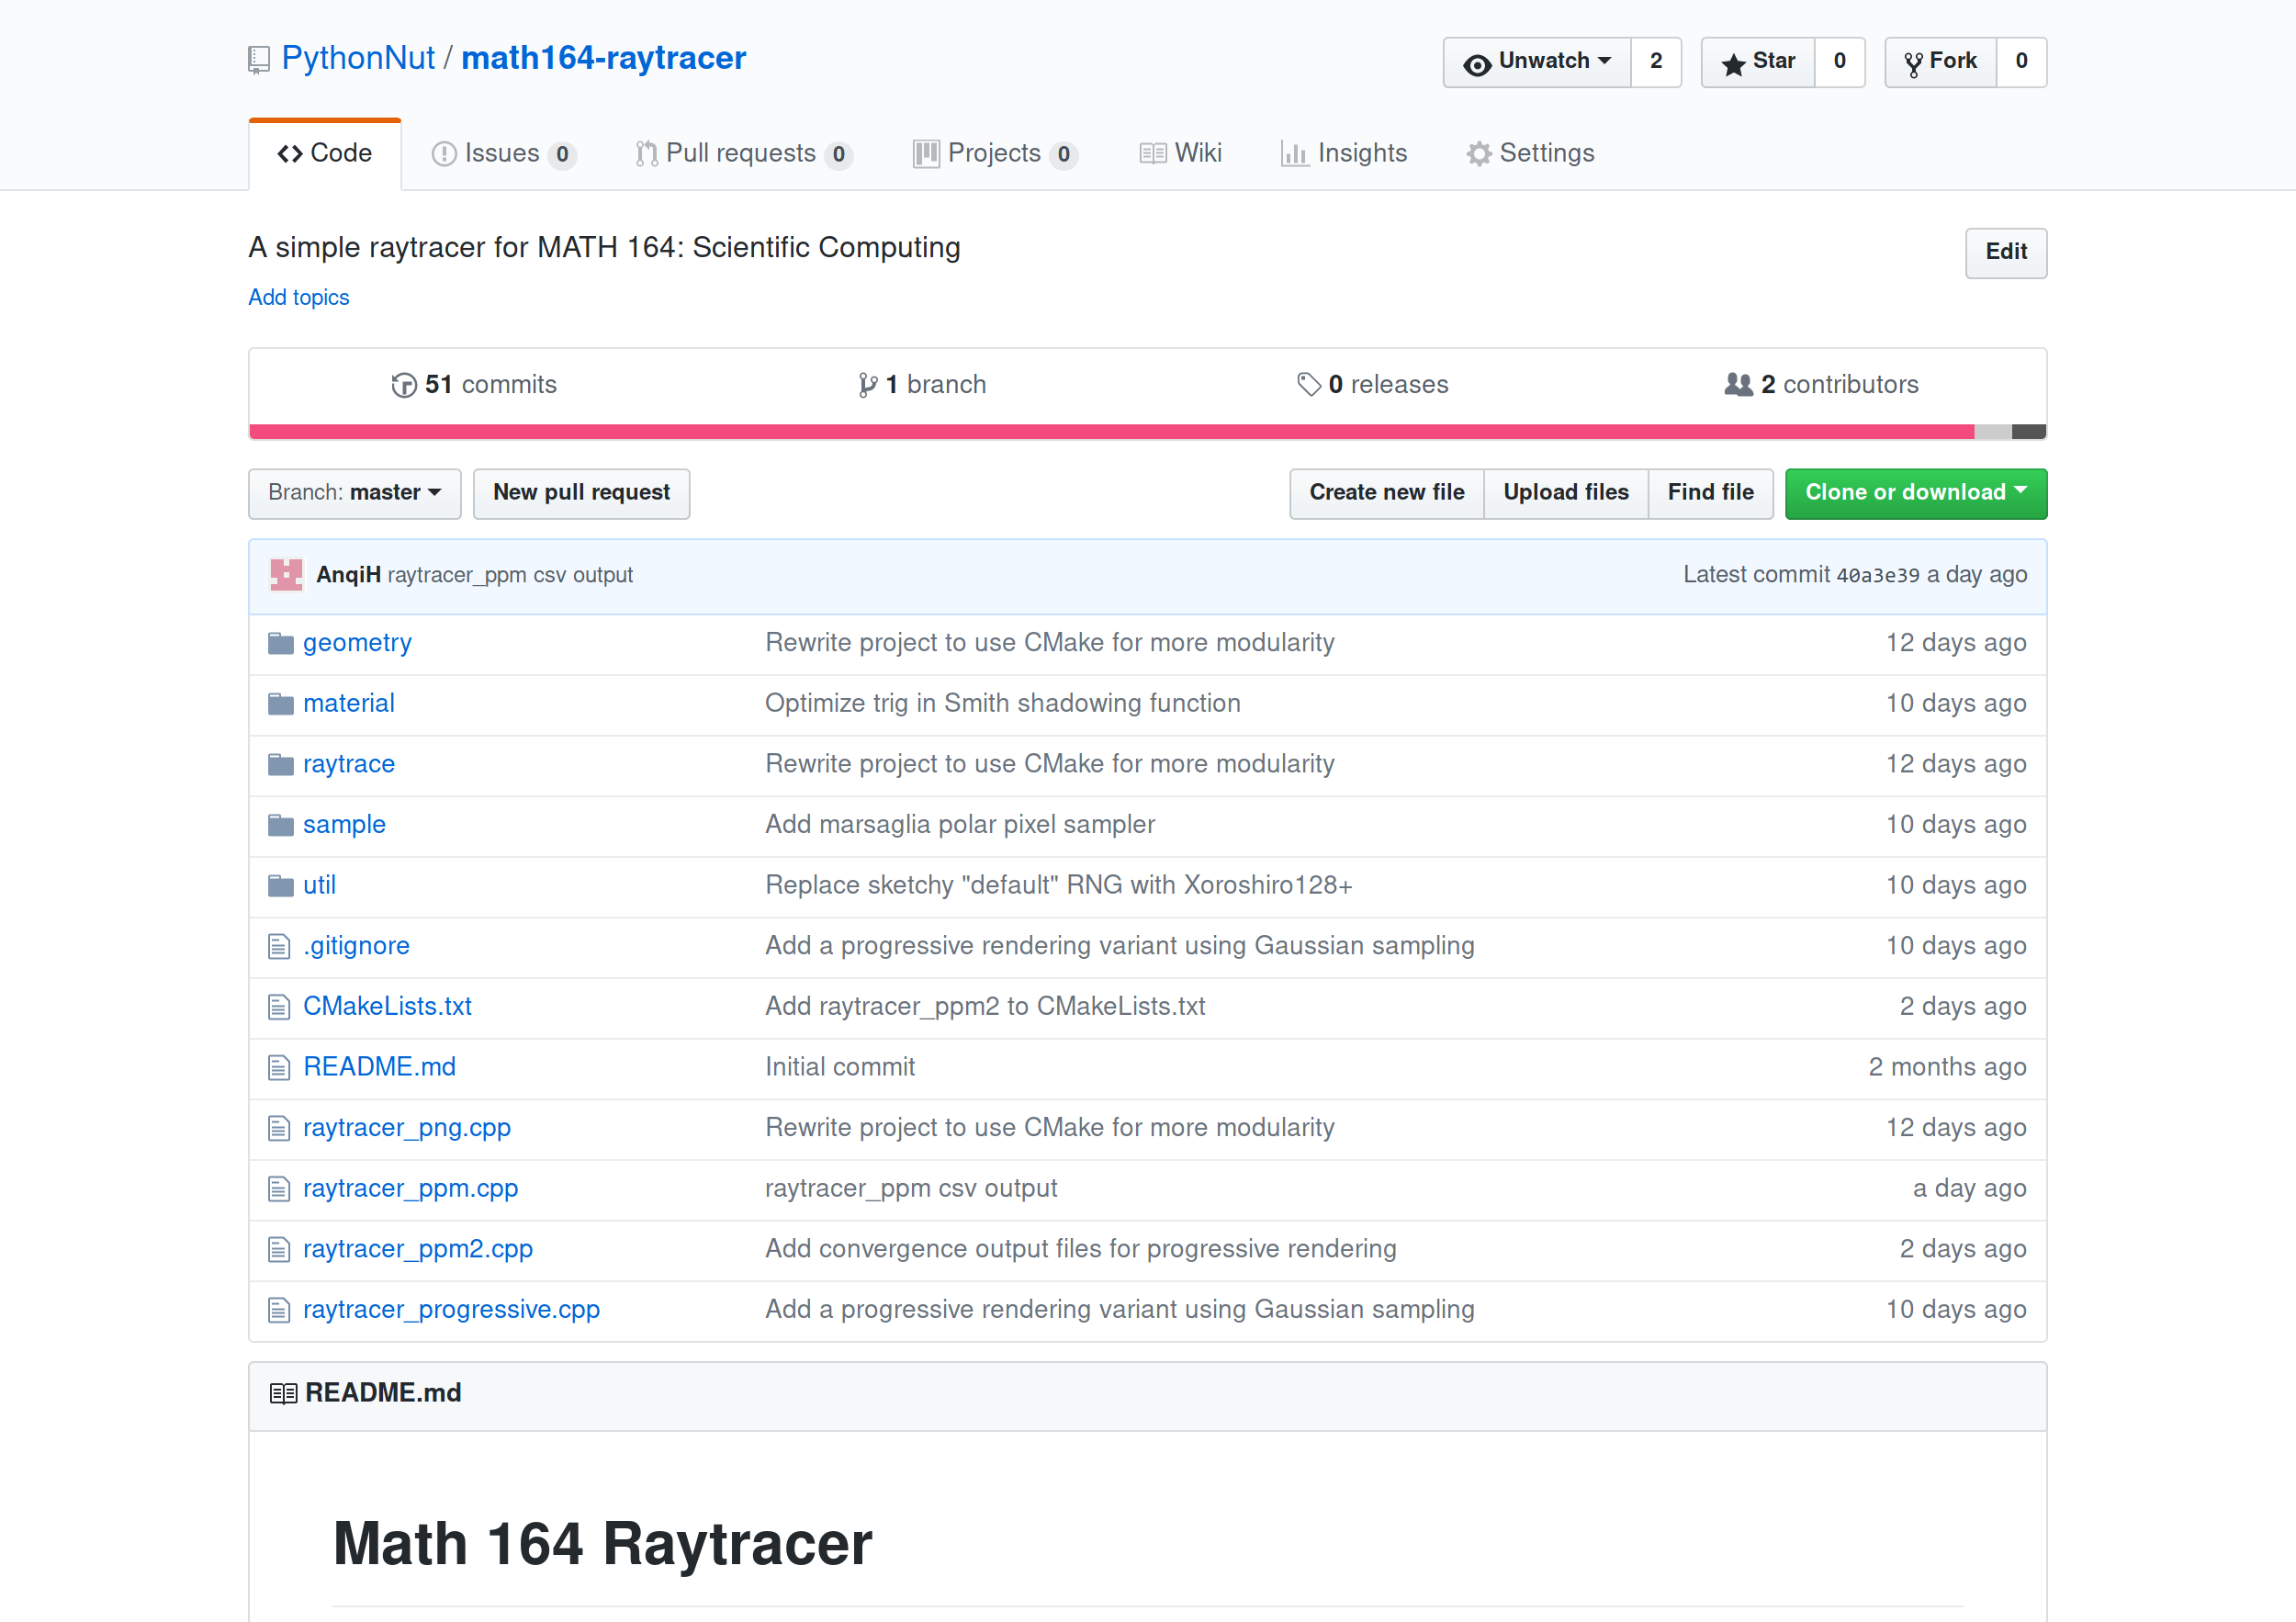 PythonNut / math164-raytracer
Unwatch 2 Star 0 Fork 0
Code Issues 0 Pull requests 0 Projects 0 Wiki Insights Settings
A simple raytracer for MATH 164: Scientific Computing
Edit
Add topics
51 commits 1 branch 0 releases 2 contributors
Branch: master New pull request Create new file Upload files Find file Clone or download
AnqiH raytracer_ppm csv output Latest commit 40a3e39 a day ago
geometry Rewrite project to use CMake for more modularity 12 days ago
material Optimize trig in Smith shadowing function 10 days ago
raytrace Rewrite project to use CMake for more modularity 12 days ago
sample Add marsaglia polar pixel sampler 10 days ago
util Replace sketchy "default" RNG with Xoroshiro128+ 10 days ago
.gitignore Add a progressive rendering variant using Gaussian sampling 10 days ago
CMakeLists.txt Add raytracer_ppm2 to CMakeLists.txt 2 days ago
README.md Initial commit 2 months ago
raytracer_png.cpp Rewrite project to use CMake for more modularity 12 days ago
raytracer_ppm.cpp raytracer_ppm csv output a day ago
raytracer_ppm2.cpp Add convergence output files for progressive rendering 2 days ago
raytracer_progressive.cpp Add a progressive rendering variant using Gaussian sampling 10 days ago
README.md
Math 164 Raytracer